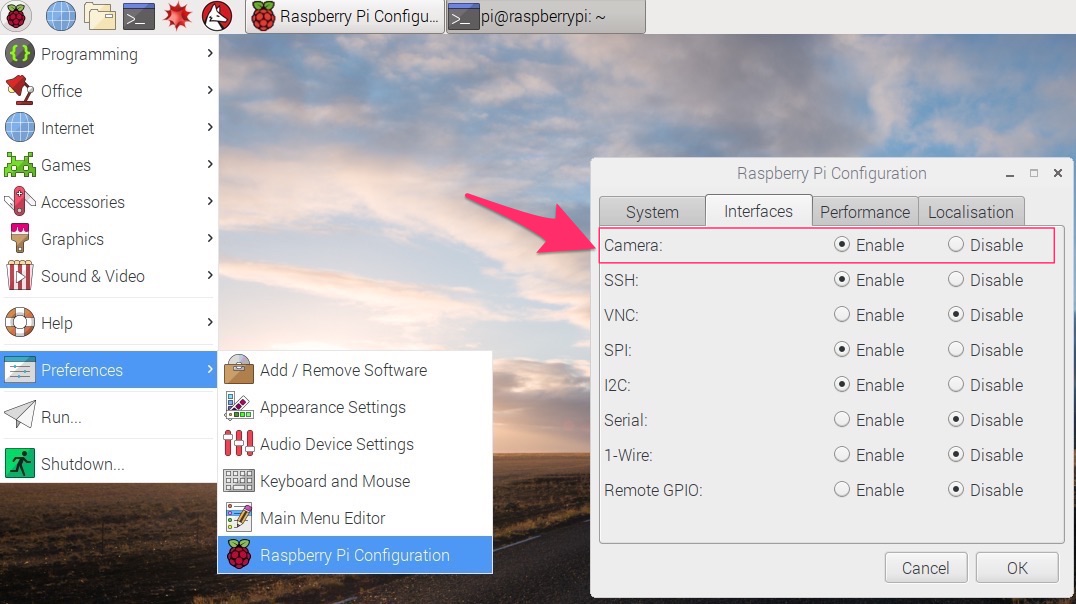 Raspberry Pi Configu...
pi@raspberrypi: ~
Programming
Office
Internet
Games
Accessories
Graphics
Sound & Video
Help
Preferences
Run...
Shutdown...
Add / Remove Software
Appearance Settings
Audio Device Settings
Keyboard and Mouse
Main Menu Editor
Raspberry Pi Configuration
Raspberry Pi Configuration
System Interfaces Performance Localisation
Camera: Enable Disable
SSH: Enable Disable
VNC: Enable Disable
SPI: Enable Disable
I2C: Enable Disable
Serial: Enable Disable
1-Wire: Enable Disable
Remote GPIO: Enable Disable
Cancel OK